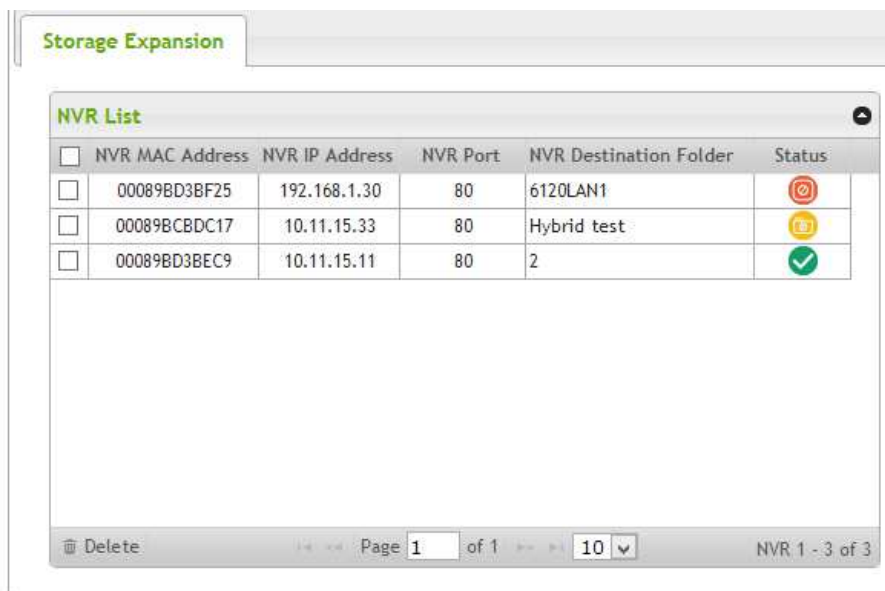 Storage Expansion
NVR List
NVR MAC Address NVR IP Address NVR Port NVR Destination Folder Status
00089BD3BF25 192.168.1.30 80 6120LAN1
00089BCBDC17 10.11.15.33 80 Hybrid test
00089BD3BEC9 10.11.15.11 80 2
Delete Page 1 of 1 10 NVR 1 - 3 of 3